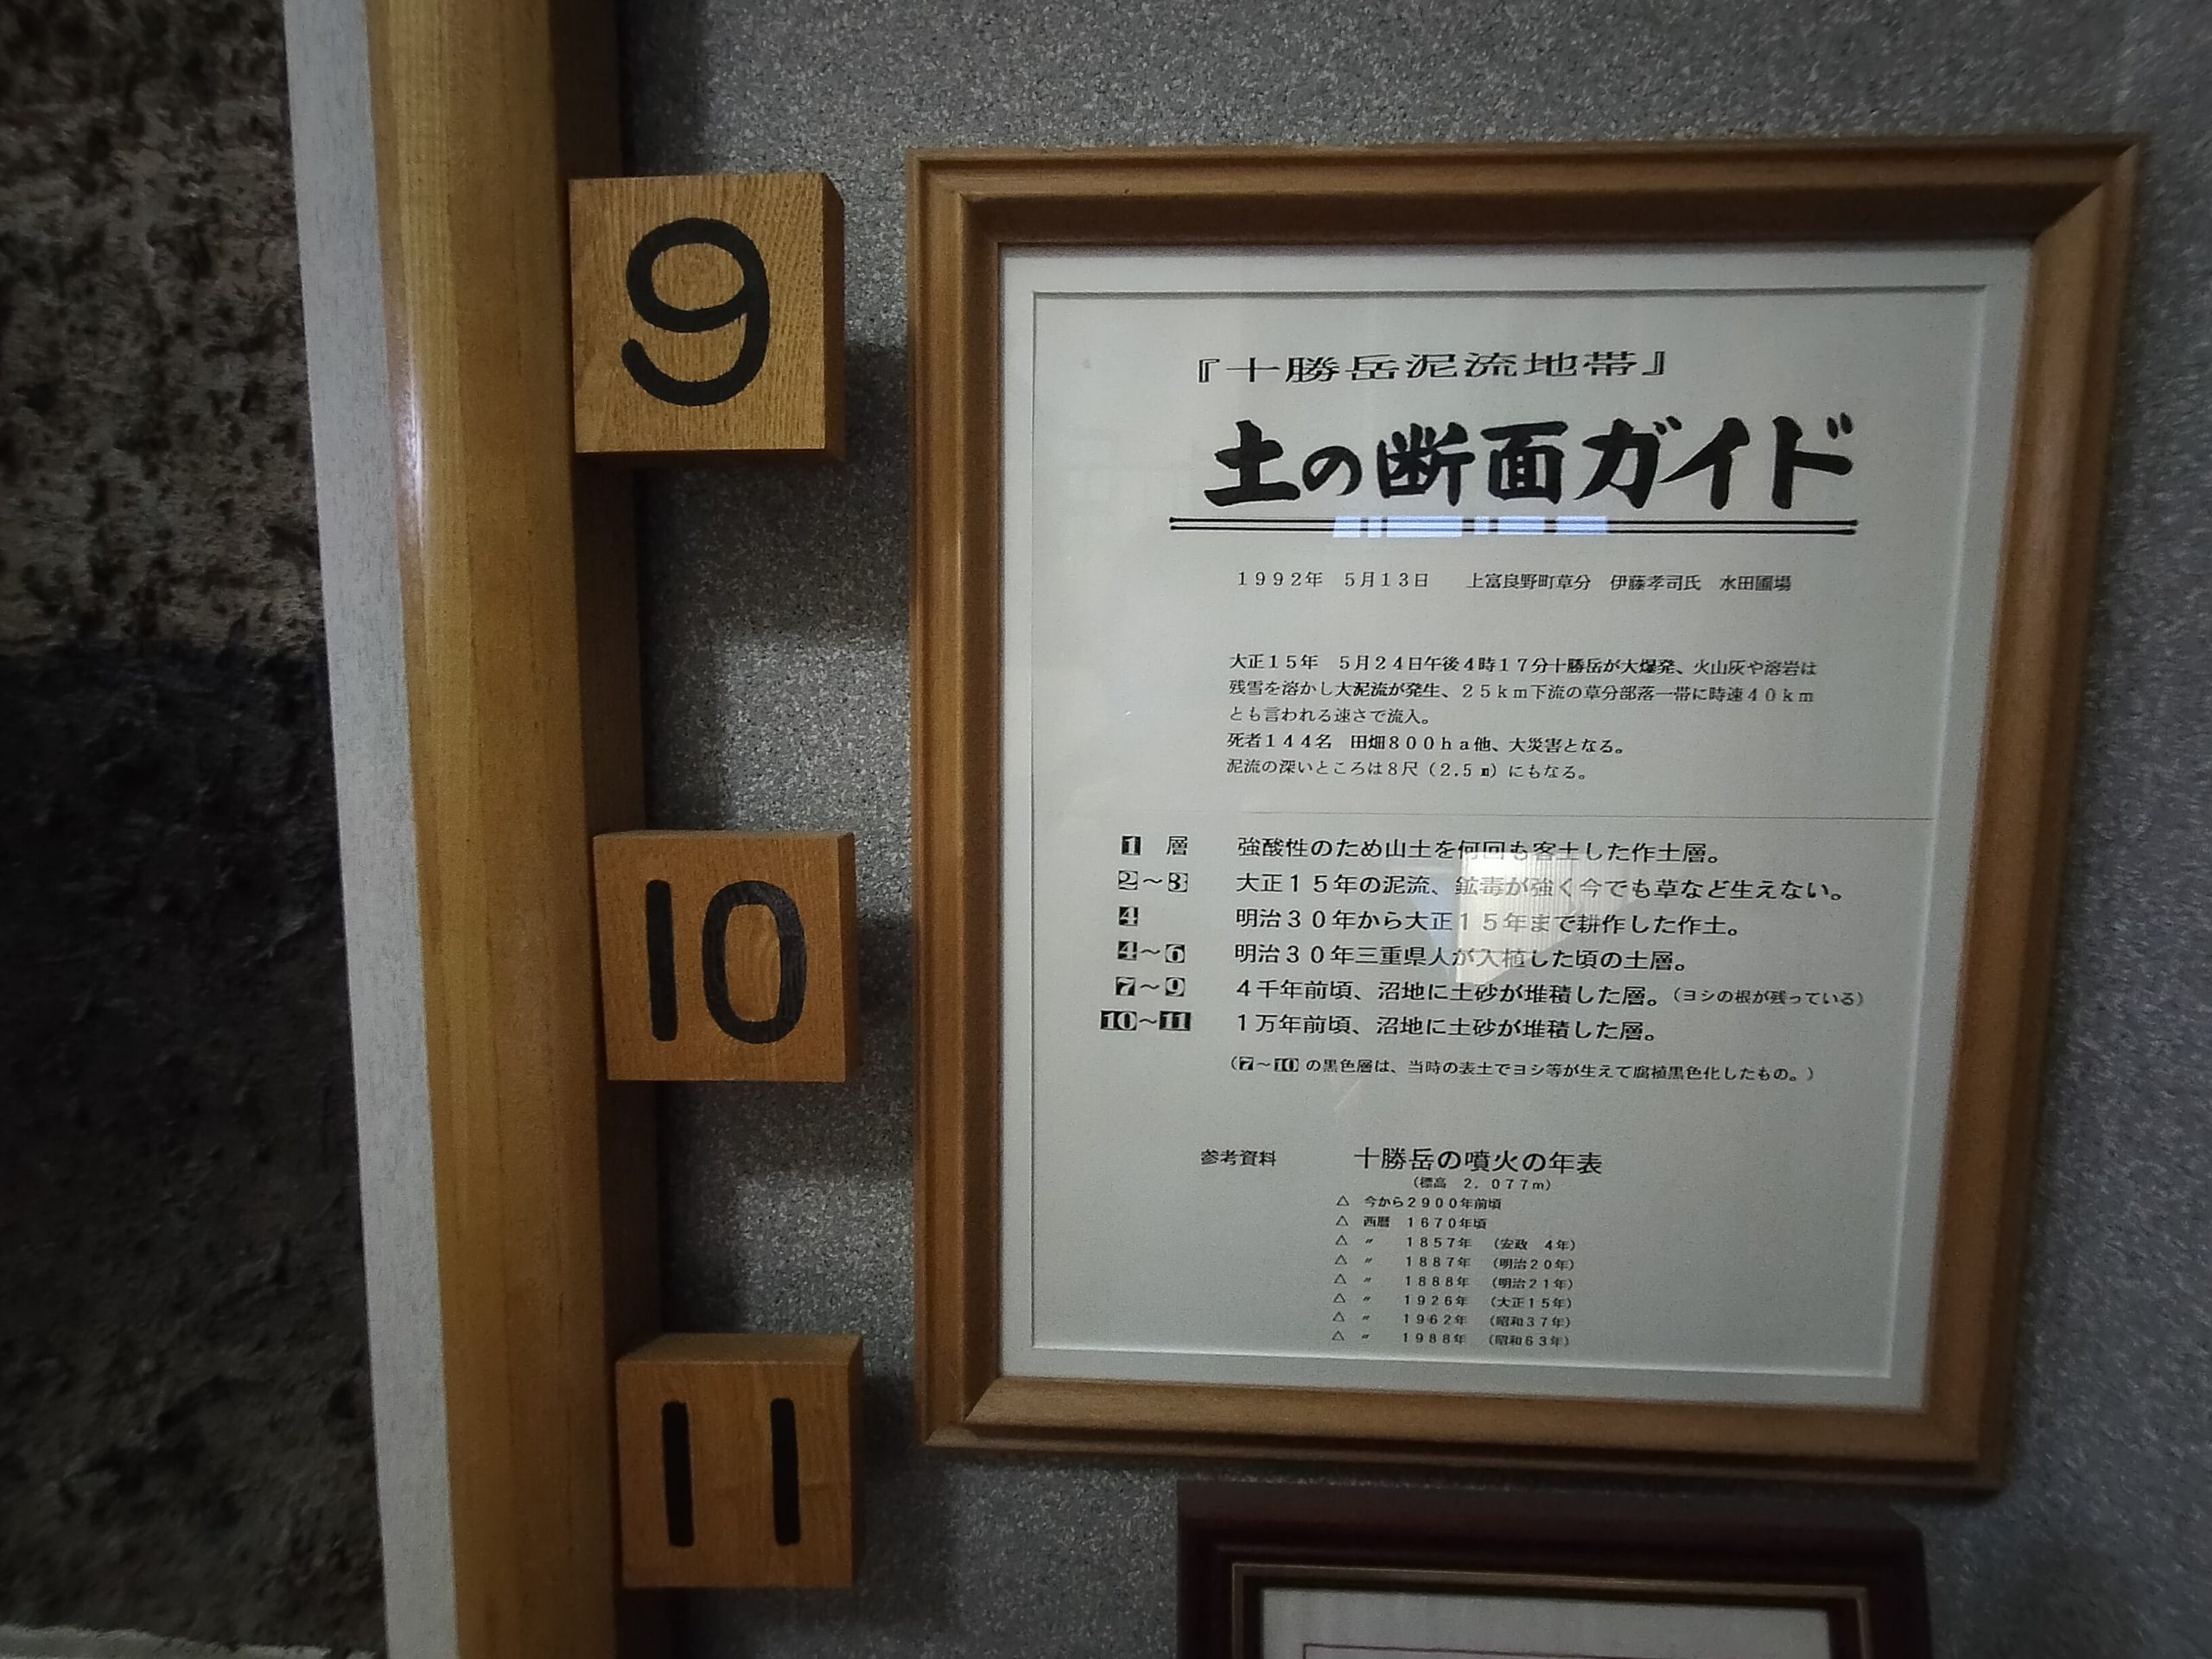 9
10
11
『十勝岳泥流地帯』
土の断面ガイド
1992年 5月13日 上富良野町草分 伊藤孝司氏 水田圃場
大正15年 5月24日午後4時17分十勝岳が大爆発、火山灰や溶岩は
残雪を溶かし大泥流が発生、25km下流の草分部落一帯に時速40km
とも言われる速さで流入。
死者144名 田畑800ha他、大災害となる。
泥流の深いところは8尺(2.5m)にもなる。
1 層 強酸性のため山土を何回も客土した作土層。
2~3 大正15年の泥流、鉱毒が強く今でも草など生えない。
4 明治30年から大正15年まで耕作した作土。
4~6 明治30年三重県人が入植した頃の土層。
7~9 4千年前頃、沼地に土砂が堆積した層。(ヨシの根が残っている)
10~11 1万年前頃、沼地に土砂が堆積した層。
(7~10の黒色層は、当時の表土でヨシ等が生えて腐植黒色化したもの。)
参考資料 十勝岳の噴火の年表
(標高 2.077m)
△ 今から2900年前頃
△ 西暦 1670年頃
△ 〃 1857年 (安政 4年)
△ 〃 1887年 (明治20年)
△ 〃 1888年 (明治21年)
△ 〃 1926年 (大正15年)
△ 〃 1962年 (昭和37年)
△ 〃 1988年 (昭和63年)